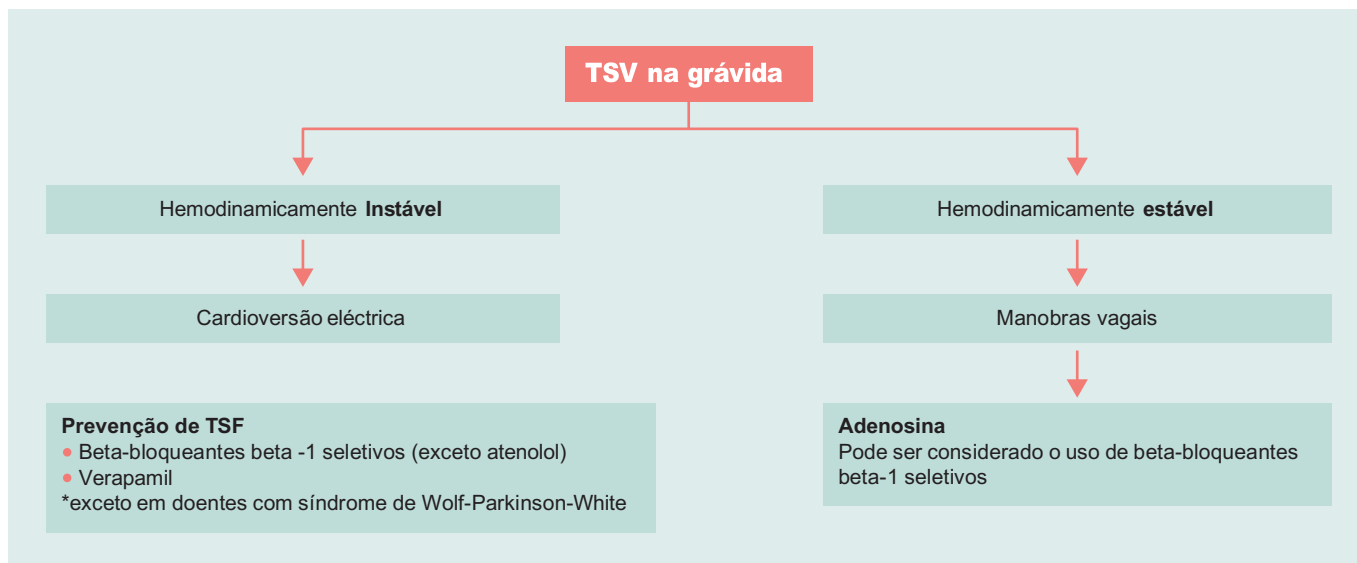 TSV na grávida
Hemodinamicamente Instável
Cardioversão eléctrica
Prevenção de TSF
• Beta-bloqueantes beta -1 seletivos (exceto atenolol)
• Verapamil
*exceto em doentes com síndrome de Wolf-Parkinson-White
Hemodinamicamente estável
Manobras vagais
Adenosina
Pode ser considerado o uso de beta-bloqueantes
beta-1 seletivos